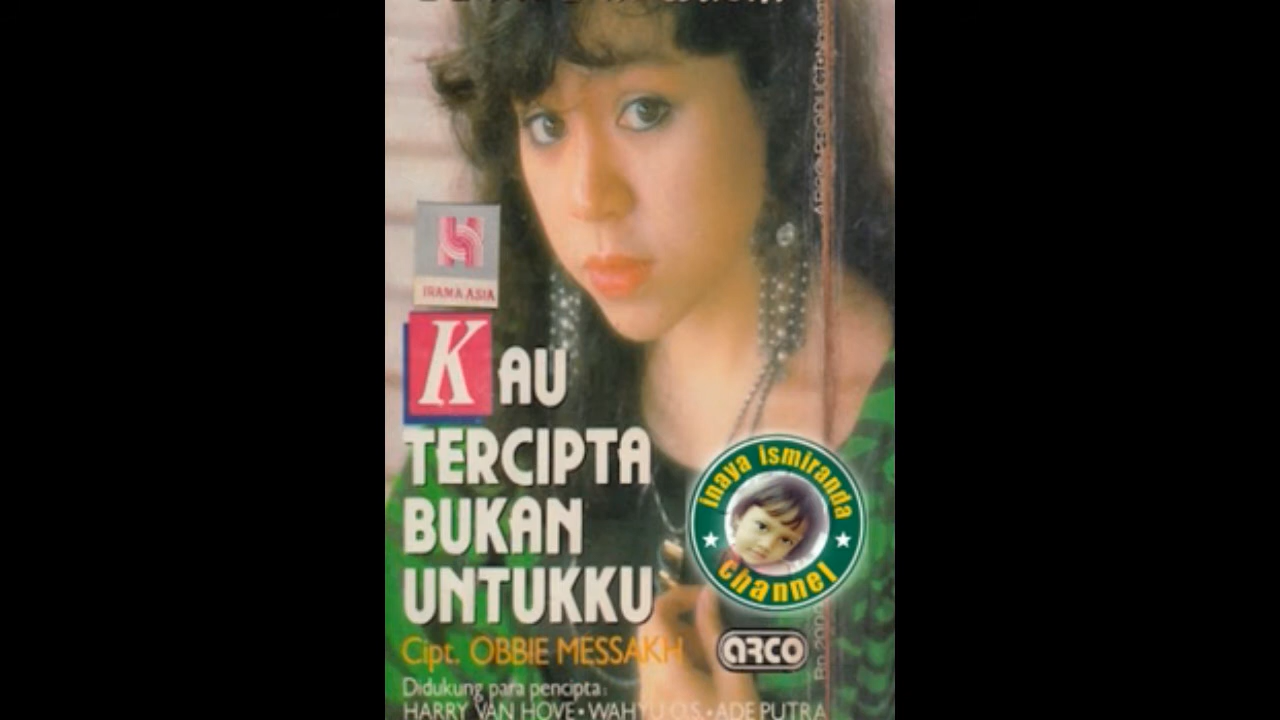 IRAMA ASIA
KAU
TERCIPTA
BUKAN
UNTUKKU
inaya ismiranda
channel
Cipt. OBBIE MESSAKH
arco
Didukung para pencipta:
HARRY VAN HOVE • WAHYU O.S. • ADE PUTRA